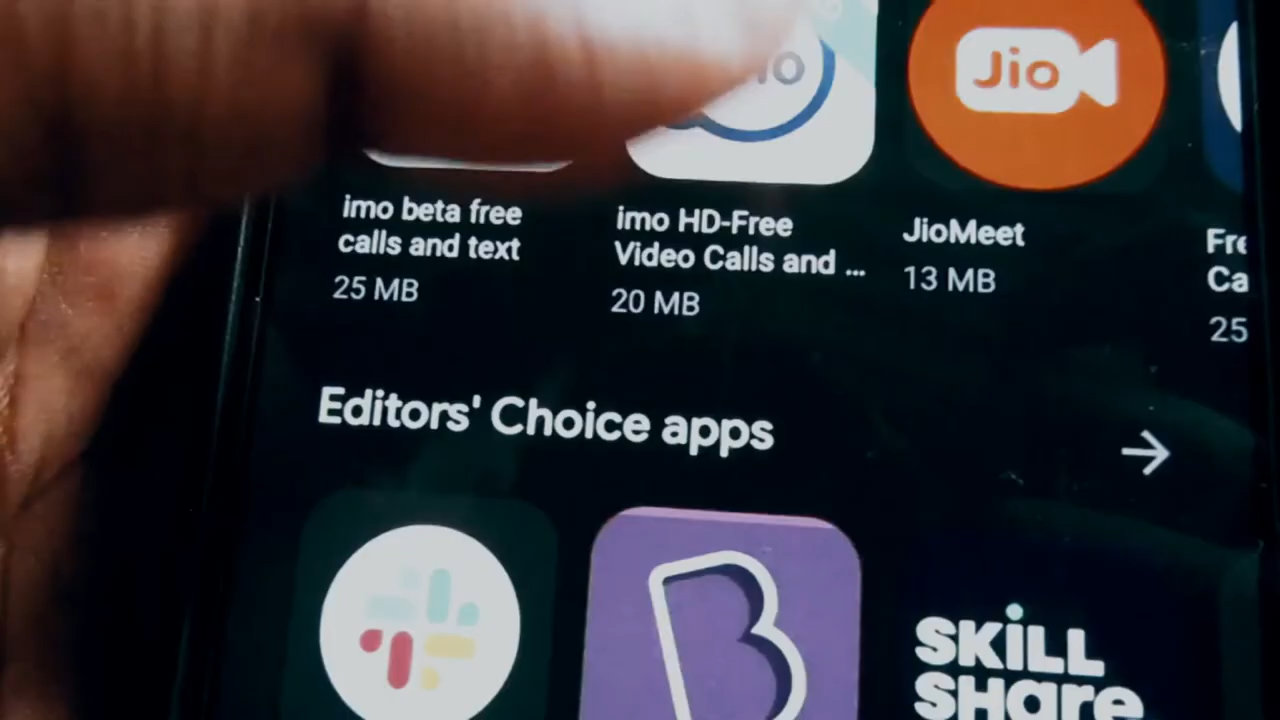 Jio
imo beta free
calls and text
25 MB
imo HD-Free
Video Calls and ...
20 MB
JioMeet
13 MB
25
Editors' Choice apps
B
SKiLL
SHare